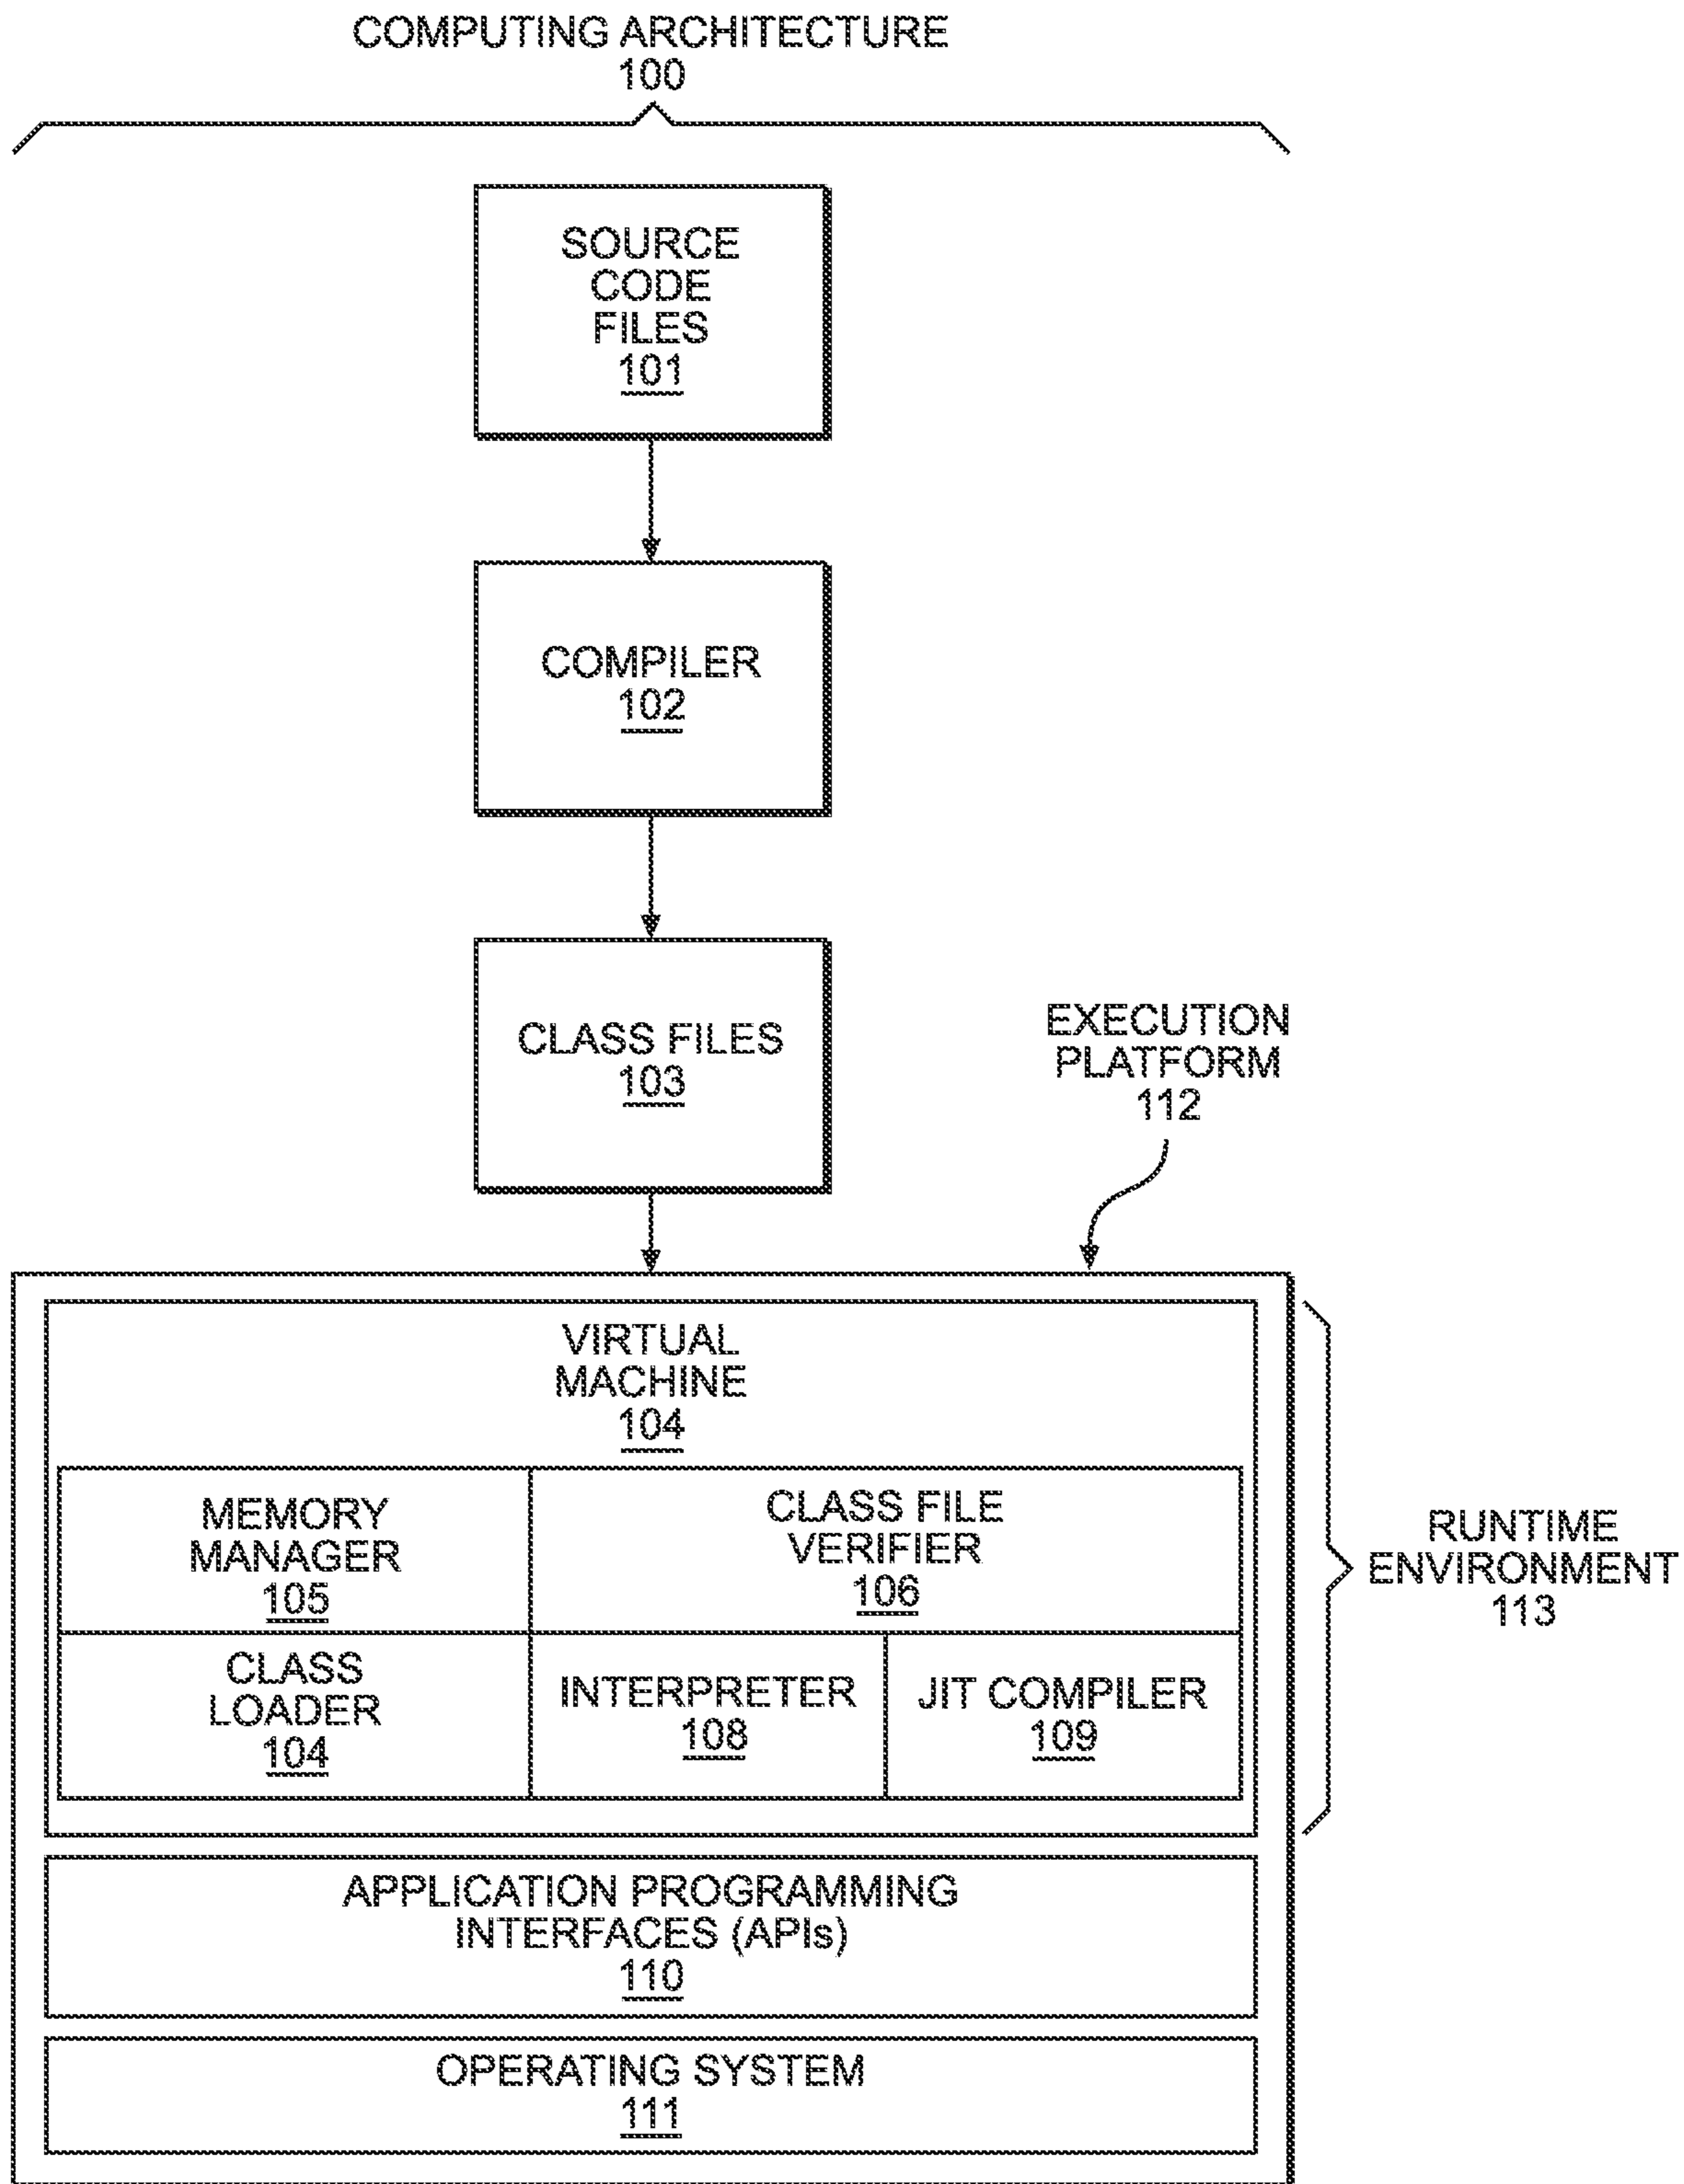 COMPUTING ARCHITECTURE
100
SOURCE
CODE
FILES
101
COMPILER
102
CLASS FILES
103
EXECUTION
PLATFORM
112
VIRTUAL
MACHINE
104
MEMORY
MANAGER
105
CLASS FILE
VERIFIER
106
CLASS
LOADER
104
INTERPRETER
108
JIT COMPILER
109
RUNTIME
ENVIRONMENT
113
APPLICATION PROGRAMMING
INTERFACES (APIs)
110
OPERATING SYSTEM
111